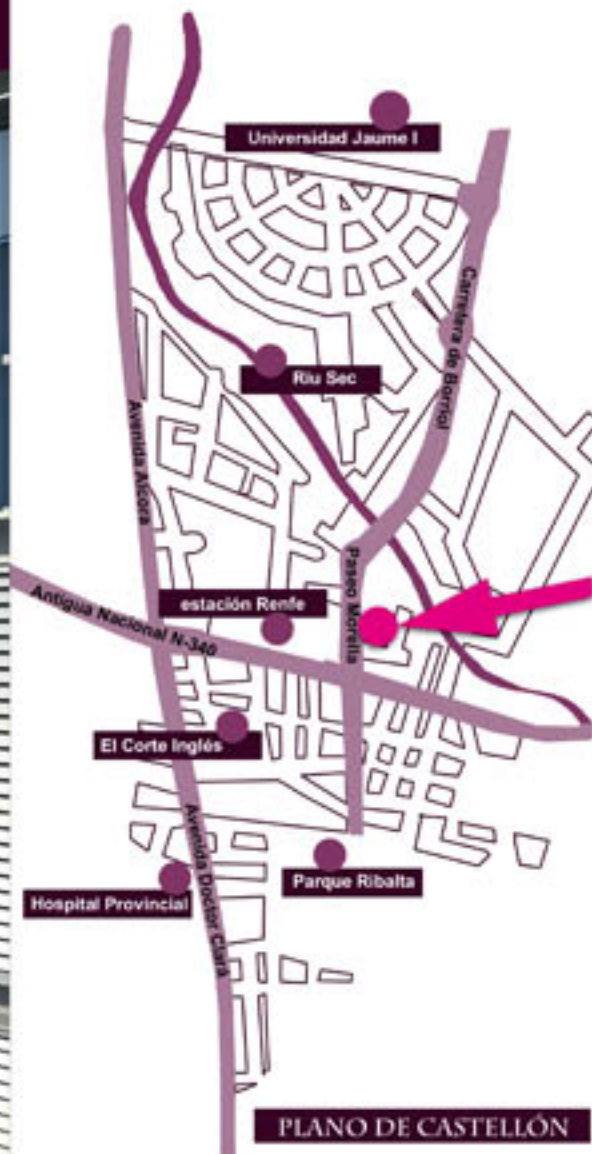 Universidad Jaume I
Carretera de Borriol
Riu Sec
Avenida Alcora
estación Renfe
Paseo Morella
Antigua Nacional N-340
El Corte Inglés
Avenida Doctor Clará
Parque Ribalta
Hospital Provincial
PLANO DE CASTELLÓN